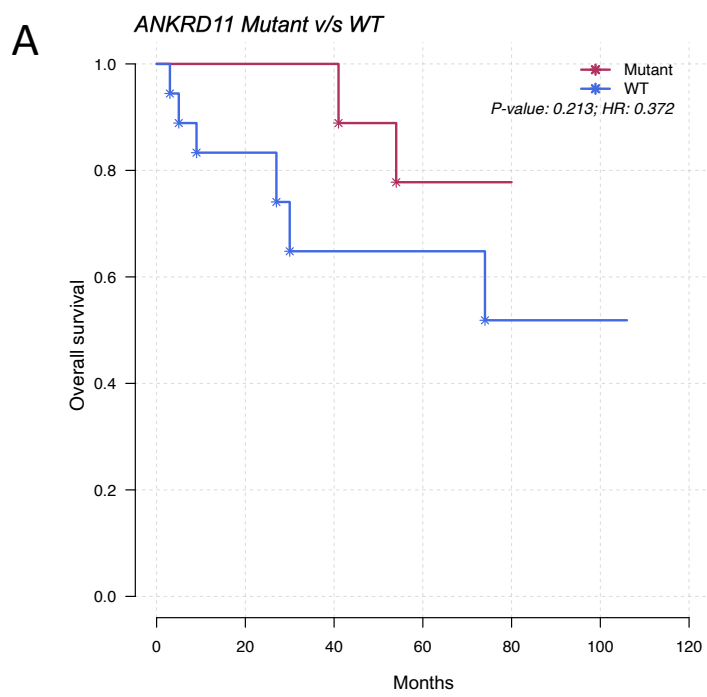 A
ANKRD11 Mutant v/s WT
Mutant
WT
P-value: 0.213; HR: 0.372
Overall survival
1.0
0.8
0.6
0.4
0.2
0.0
0 20 40 60 80 100 120
Months